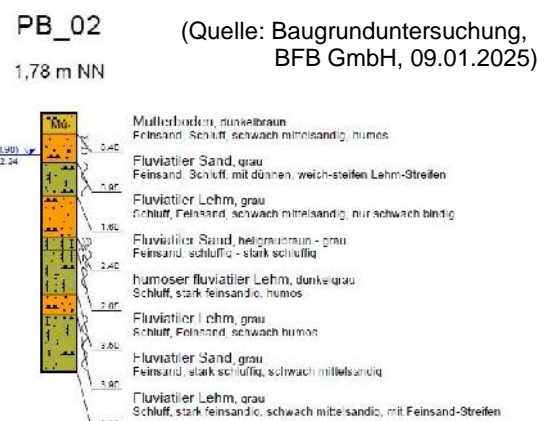 PB_02
(Quelle: Baugrunduntersuchung,
BFB GmbH, 09.01.2025)
1,78 m NN
Mu
Mutterboden, dunkelbraun
Feinsand, Schluff, schwach mittelsandig, humos
0.40
2.24
Fluviatiler Sand, grau
Feinsand, Schluff, mit dünnen, weich-steifen Lehm-Streifen
0.90
Fluviatiler Lehm, grau
Schluff, Feinsand, schwach mittelsandig, nur schwach bindig
1.60
Fluviatiler Sand, hellgraubraun - grau
Feinsand, schluffig - stark schluffig
2.40
humoser fluviatiler Lehm, dunkelgrau
Schluff, stark feinsandig, humos
Fluviatiler Lehm, grau
Schluff, Feinsand, schwach humos
3.60
Fluviatiler Sand, grau
Feinsand, stark schluffig, schwach mittelsandig
3.90
Fluviatiler Lehm, grau
Schluff, stark feinsandig, schwach mittelsandig, mit Feinsand-Streifen